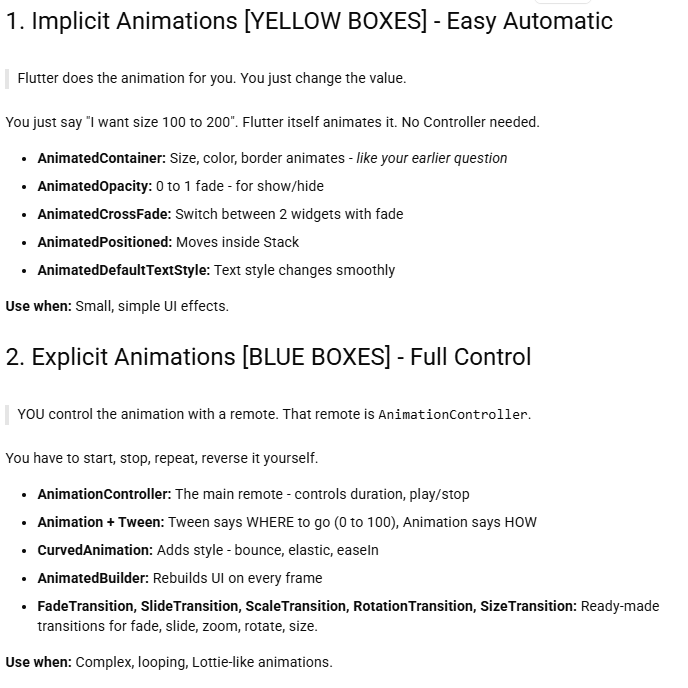 1. Implicit Animations [YELLOW BOXES] - Easy Automatic
Flutter does the animation for you. You just change the value.
You just say "I want size 100 to 200". Flutter itself animates it. No Controller needed.
• AnimatedContainer: Size, color, border animates - like your earlier question
• AnimatedOpacity: 0 to 1 fade - for show/hide
• AnimatedCrossFade: Switch between 2 widgets with fade
• AnimatedPositioned: Moves inside Stack
• AnimatedDefaultTextStyle: Text style changes smoothly
Use when: Small, simple UI effects.
2. Explicit Animations [BLUE BOXES] - Full Control
YOU control the animation with a remote. That remote is AnimationController.
You have to start, stop, repeat, reverse it yourself.
• AnimationController: The main remote - controls duration, play/stop
• Animation + Tween: Tween says WHERE to go (0 to 100), Animation says HOW
• CurvedAnimation: Adds style - bounce, elastic, easeIn
• AnimatedBuilder: Rebuilds UI on every frame
• FadeTransition, SlideTransition, ScaleTransition, RotationTransition, SizeTransition: Ready-made
transitions for fade, slide, zoom, rotate, size.
Use when: Complex, looping, Lottie-like animations.